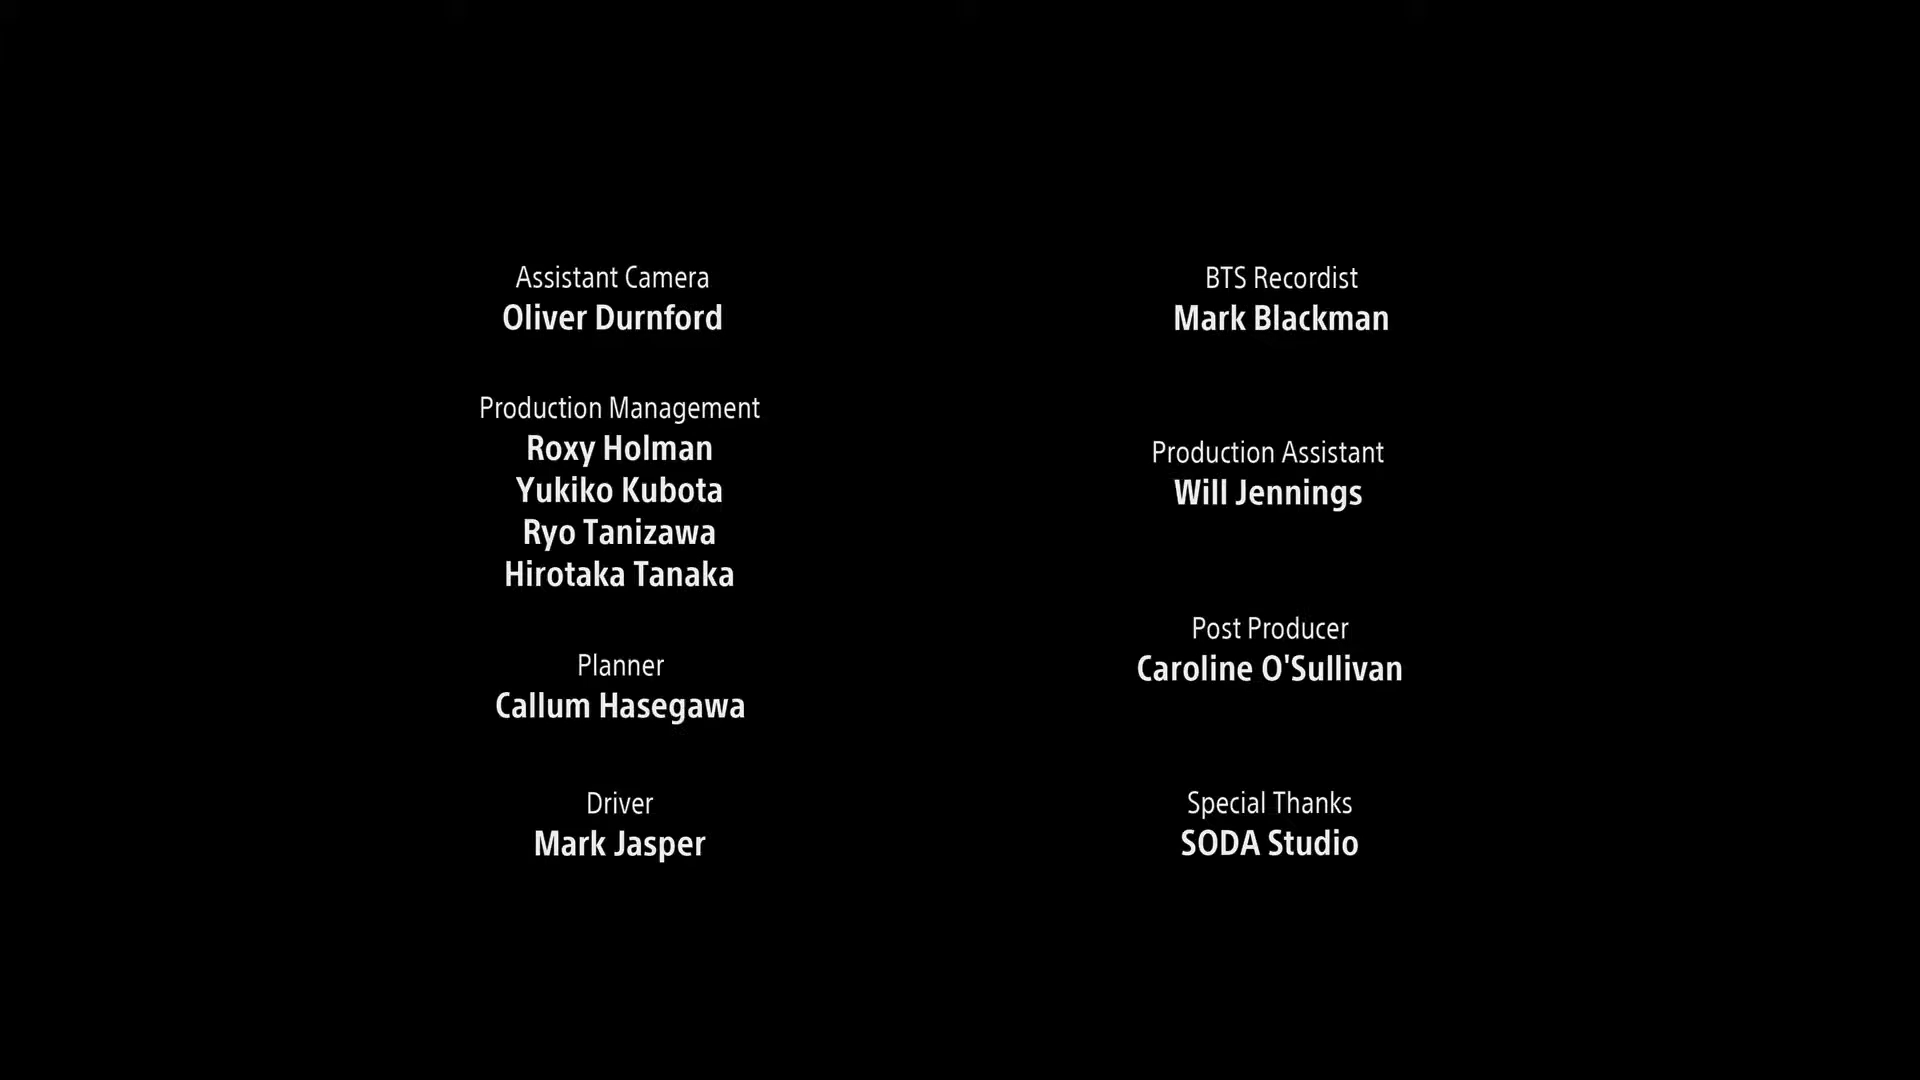 Assistant Camera
Oliver Durnford
Production Management
Roxy Holman
Yukiko Kubota
Ryo Tanizawa
Hirotaka Tanaka
Planner
Callum Hasegawa
Driver
Mark Jasper
BTS Recordist
Mark Blackman
Production Assistant
Will Jennings
Post Producer
Caroline O'Sullivan
Special Thanks
SODA Studio